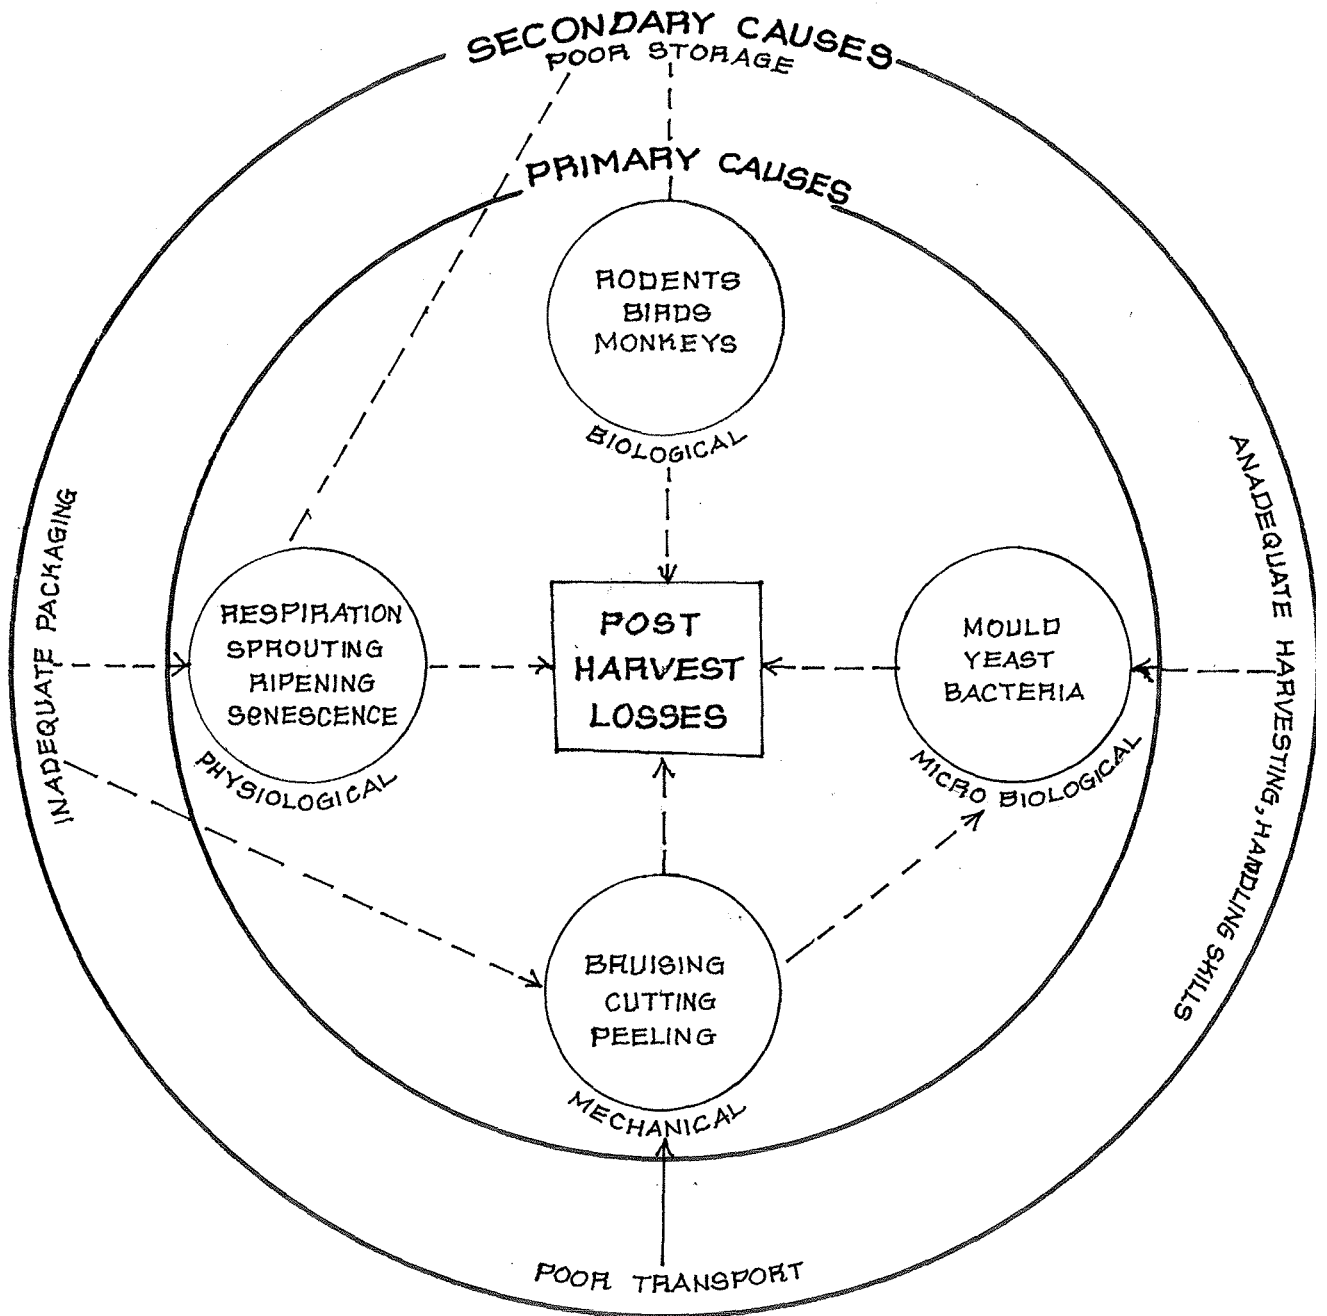 SECONDARY CAUSES
POOR STORAGE
PRIMARY CAUSES
RODENTS
BIRDS
MONKEYS
BIOLOGICAL
INADEQUATE PACKAGING
RESPIRATION
SPROUTING
RIPENING
SENESCENCE
PHYSIOLOGICAL
POST
HARVEST
LOSSES
MOULD
YEAST
BACTERIA
MICRO BIOLOGICAL
ANADEQUATE HARVESTING, HANDLING SKILLS
BRUISING
CUTTING
PEELING
MECHANICAL
POOR TRANSPORT